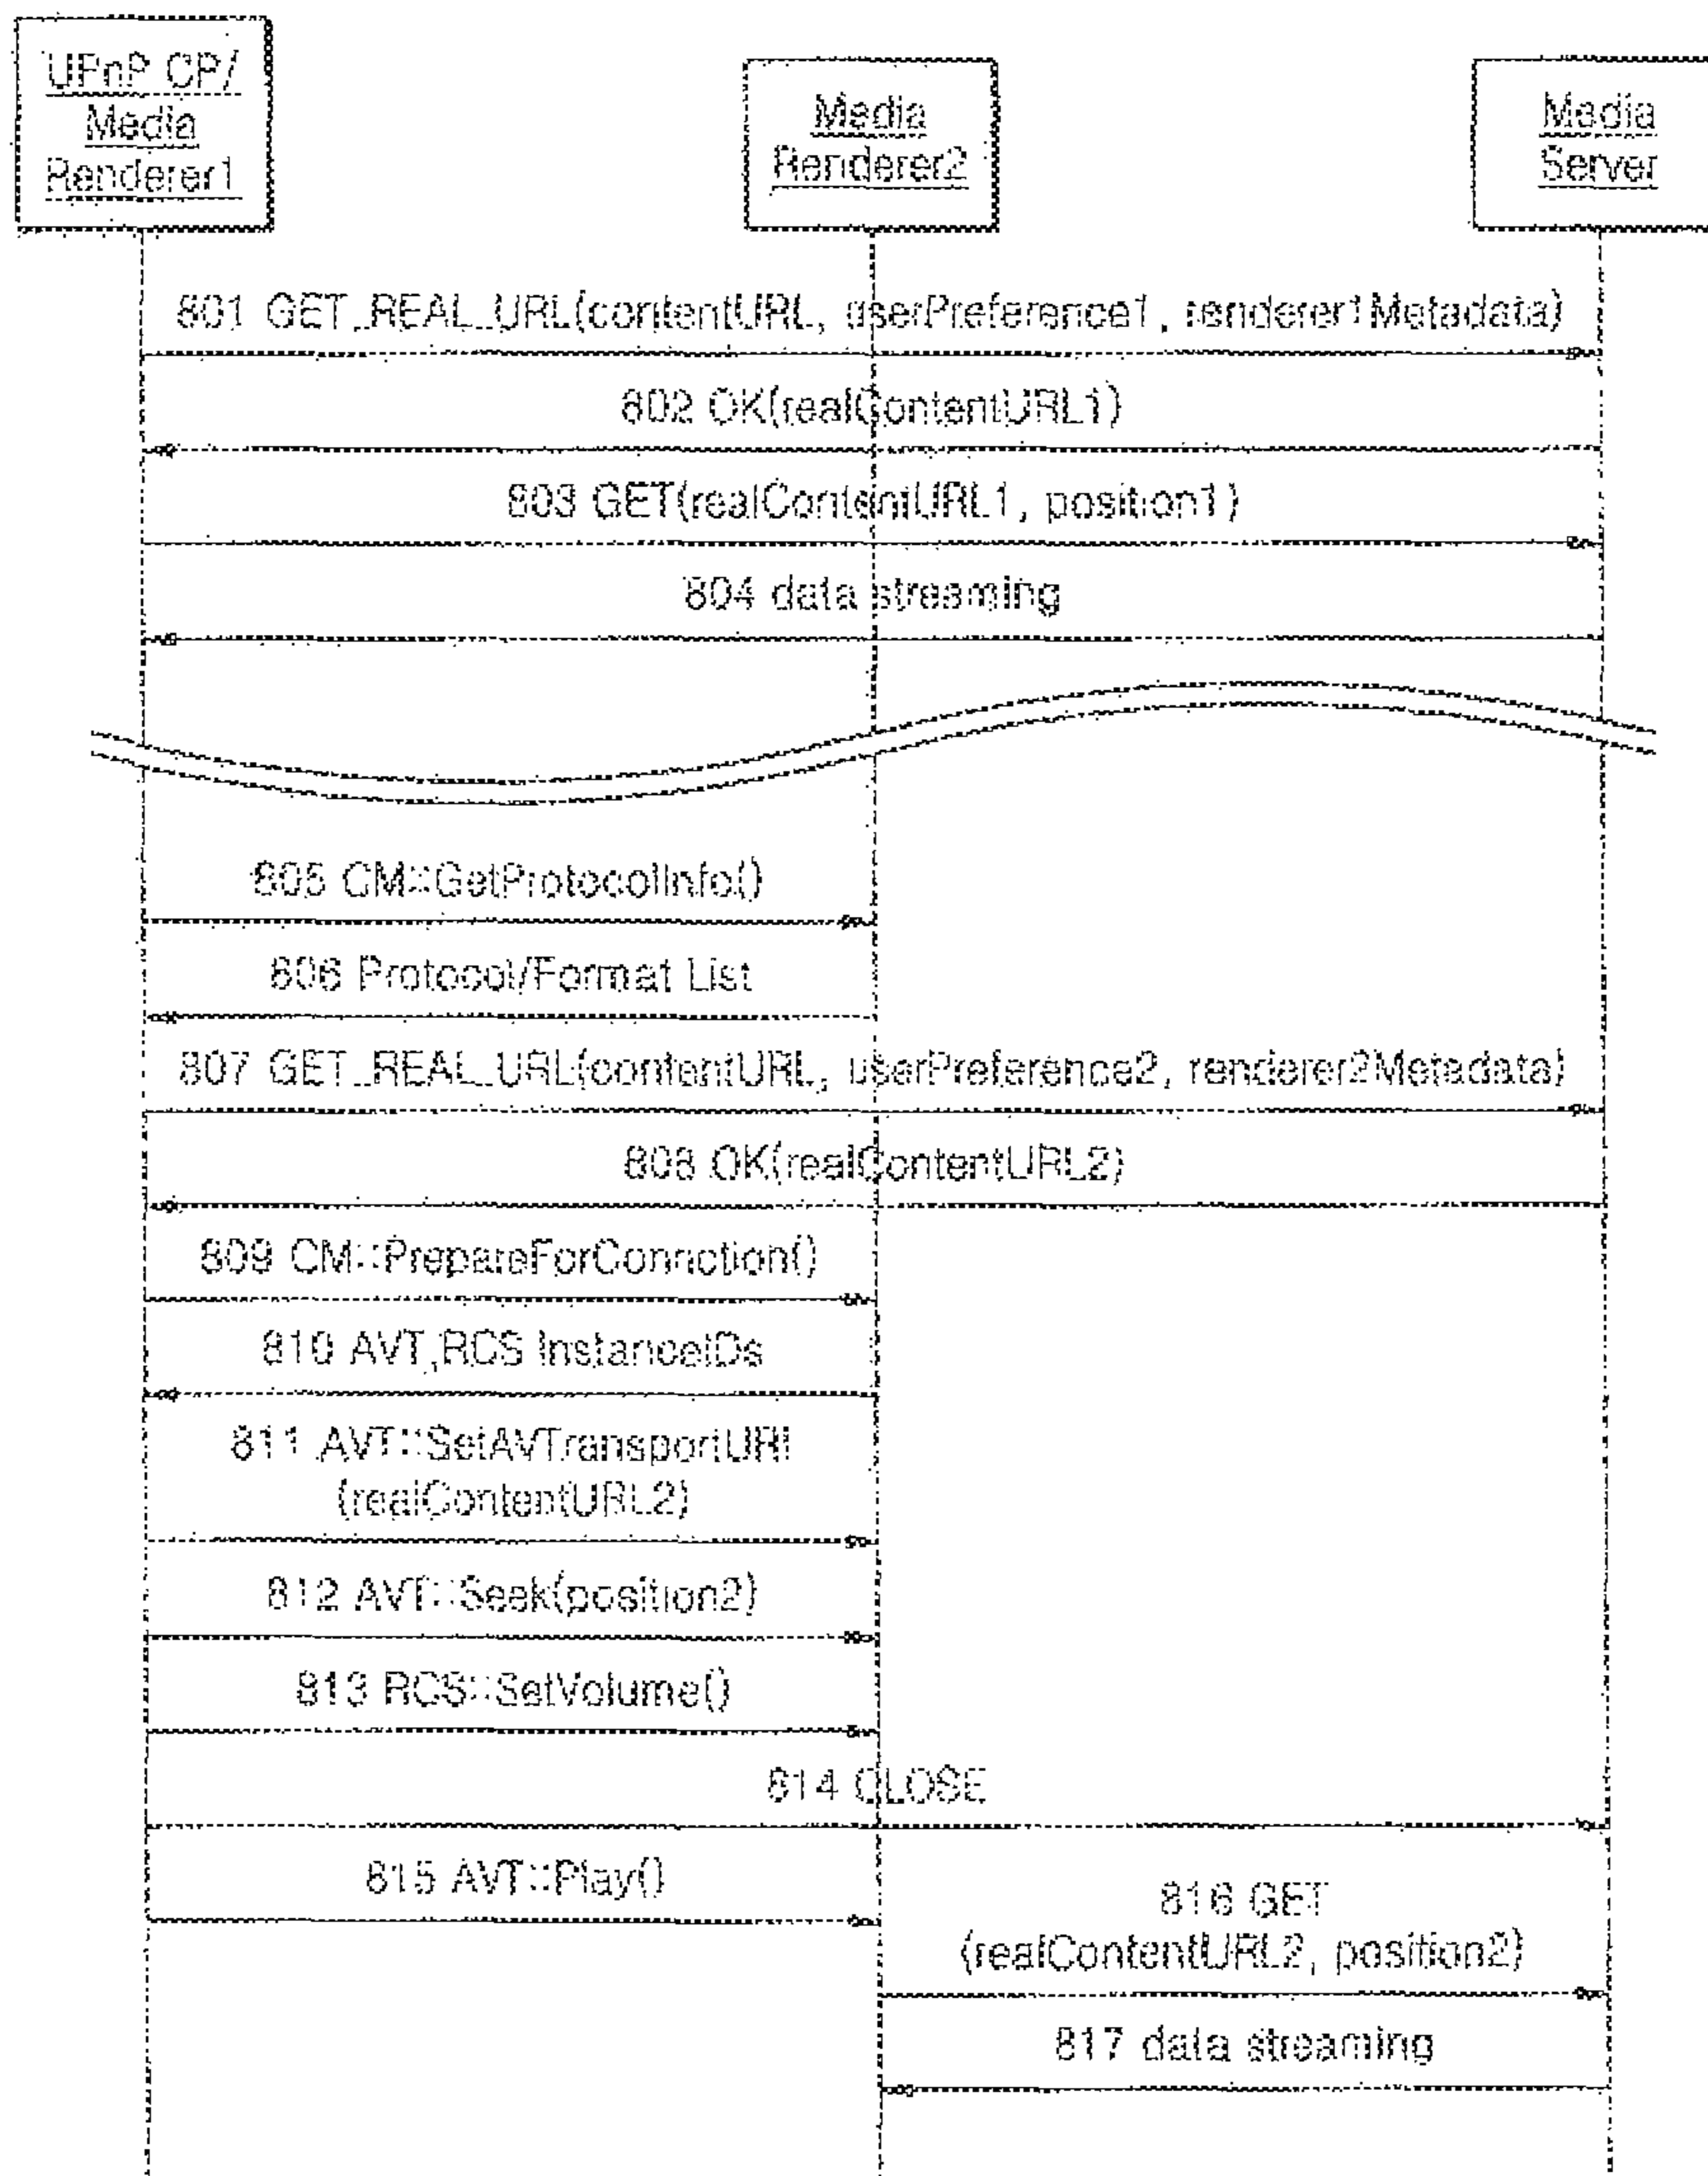 UPnP CP/
Media
Renderer1
Media
Renderer2
Media
Server
801 GET_REAL_URL(contentURL, userPreference1, renderer1Metadata)
802 OK(realContentURL1)
803 GET(realContentURL1, position1)
804 data streaming
805 CM::GetProtocolInfo()
806 Protocol/Format List
807 GET_REAL_URL(contentURL, userPreference2, renderer2Metadata)
808 OK(realContentURL2)
809 CM::PrepareForConnction()
810 AVT,RCS InstanceIDs
811 AVT::SetAVTransportURI
(realContentURL2)
812 AVT::Seek(position2)
813 RCS::SetVolume()
814 CLOSE
815 AVT::Play()
816 GET
(realContentURL2, position2)
817 data streaming